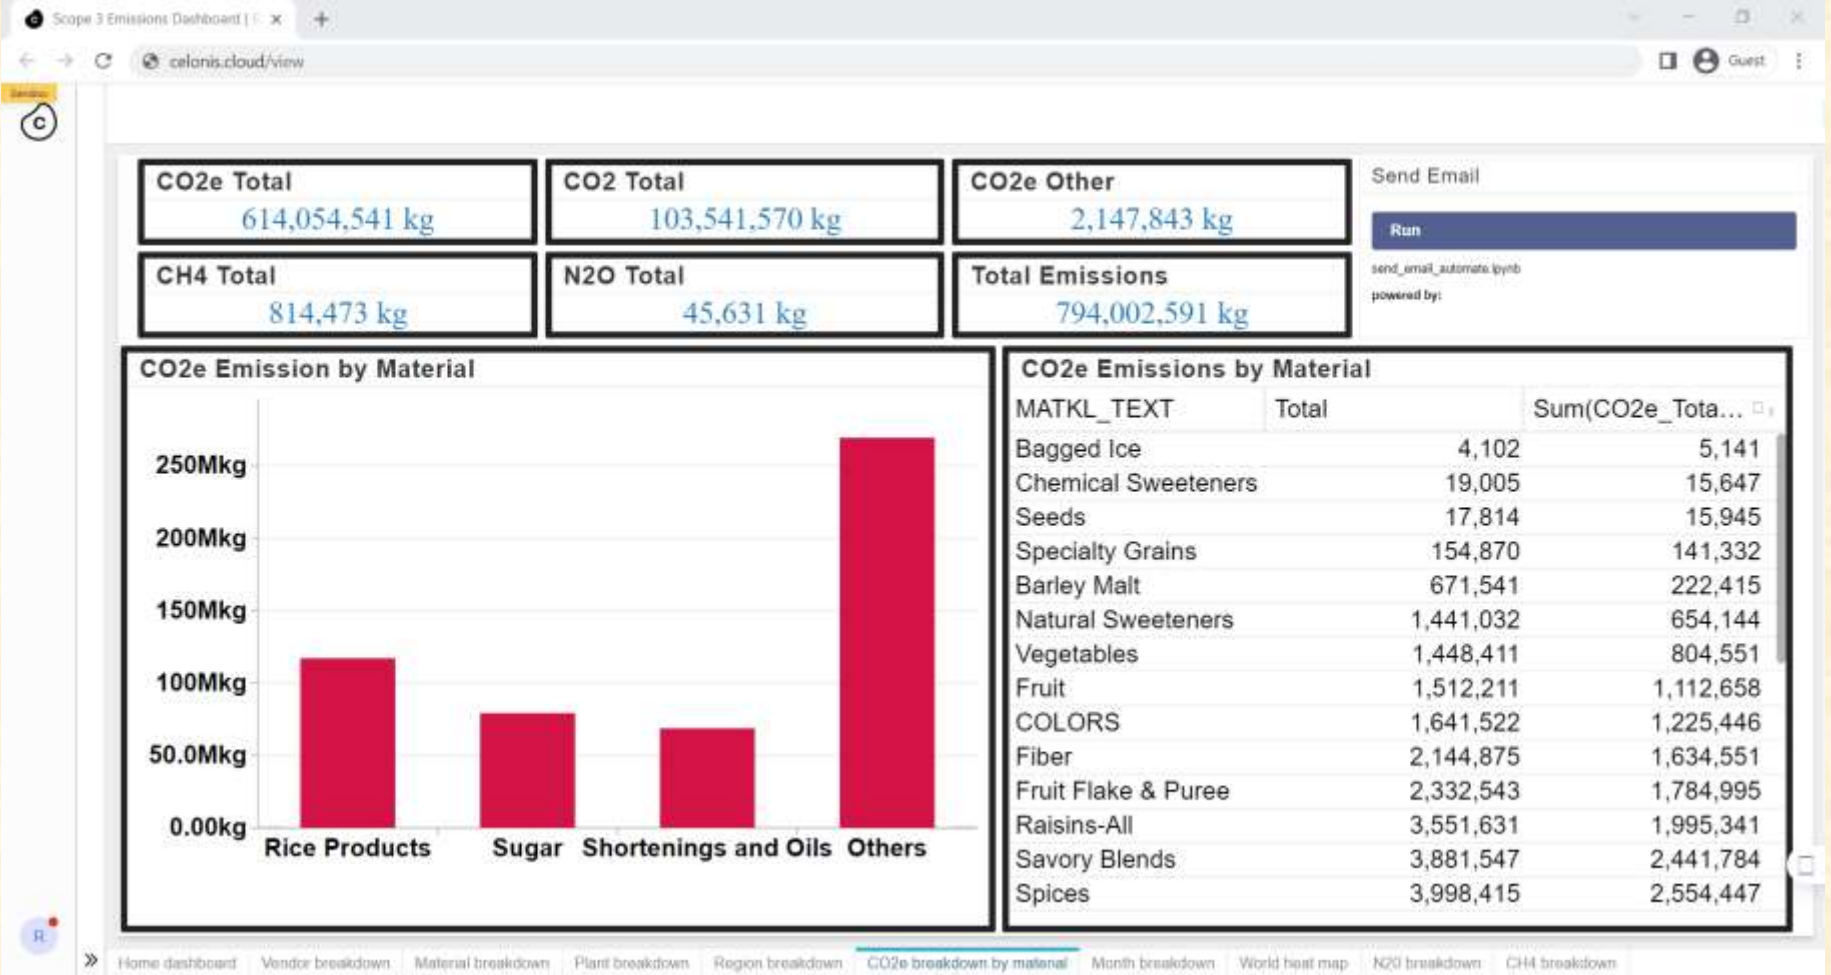 Scope 3 Emissions Dashboard |
celonis.cloud/view
Guest
C
CO2e Total
614,054,541 kg
CO2 Total
103,541,570 kg
CO2e Other
2,147,843 kg
Send Email
Run
send_email_automate.ipynb
powered by:
CH4 Total
814,473 kg
N2O Total
45,631 kg
Total Emissions
794,002,591 kg
CO2e Emission by Material
250Mkg
200Mkg
150Mkg
100Mkg
50.0Mkg
0.00kg
Rice Products Sugar Shortenings and Oils Others
CO2e Emissions by Material
MATKL_TEXT Total Sum(CO2e_Tota...
Bagged Ice 4,102 5,141
Chemical Sweeteners 19,005 15,647
Seeds 17,814 15,945
Specialty Grains 154,870 141,332
Barley Malt 671,541 222,415
Natural Sweeteners 1,441,032 654,144
Vegetables 1,448,411 804,551
Fruit 1,512,211 1,112,658
COLORS 1,641,522 1,225,446
Fiber 2,144,875 1,634,551
Fruit Flake & Puree 2,332,543 1,784,995
Raisins-All 3,551,631 1,995,341
Savory Blends 3,881,547 2,441,784
Spices 3,998,415 2,554,447
R
Home dashboard Vendor breakdown Material breakdown Plant breakdown Region breakdown CO2e breakdown by material Month breakdown World heat map N20 breakdown CH4 breakdown